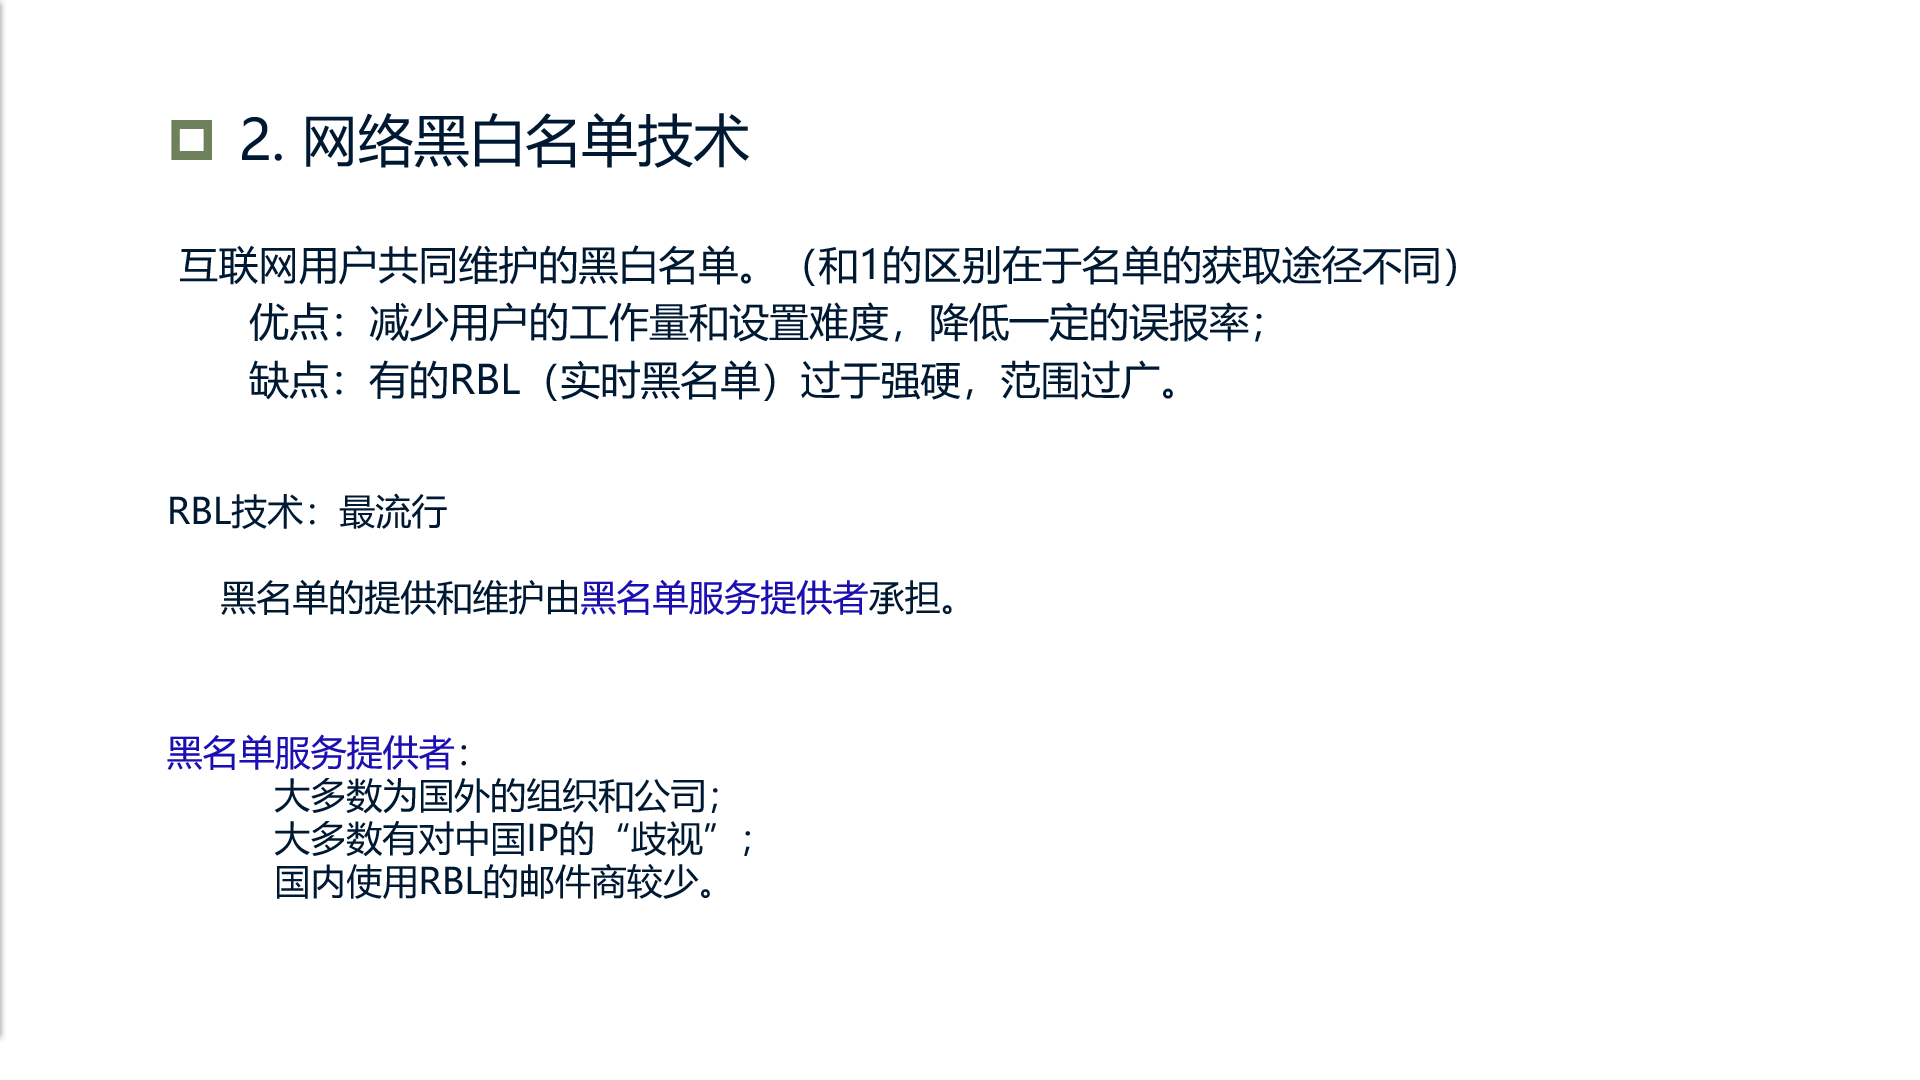 2. 网络黑白名单技术
互联网用户共同维护的黑白名单。（和1的区别在于名单的获取途径不同）
优点：减少用户的工作量和设置难度，降低一定的误报率；
缺点：有的RBL（实时黑名单）过于强硬，范围过广。
RBL技术：最流行
黑名单的提供和维护由黑名单服务提供者承担。
黑名单服务提供者：
大多数为国外的组织和公司；
大多数有对中国IP的“歧视”；
国内使用RBL的邮件商较少。